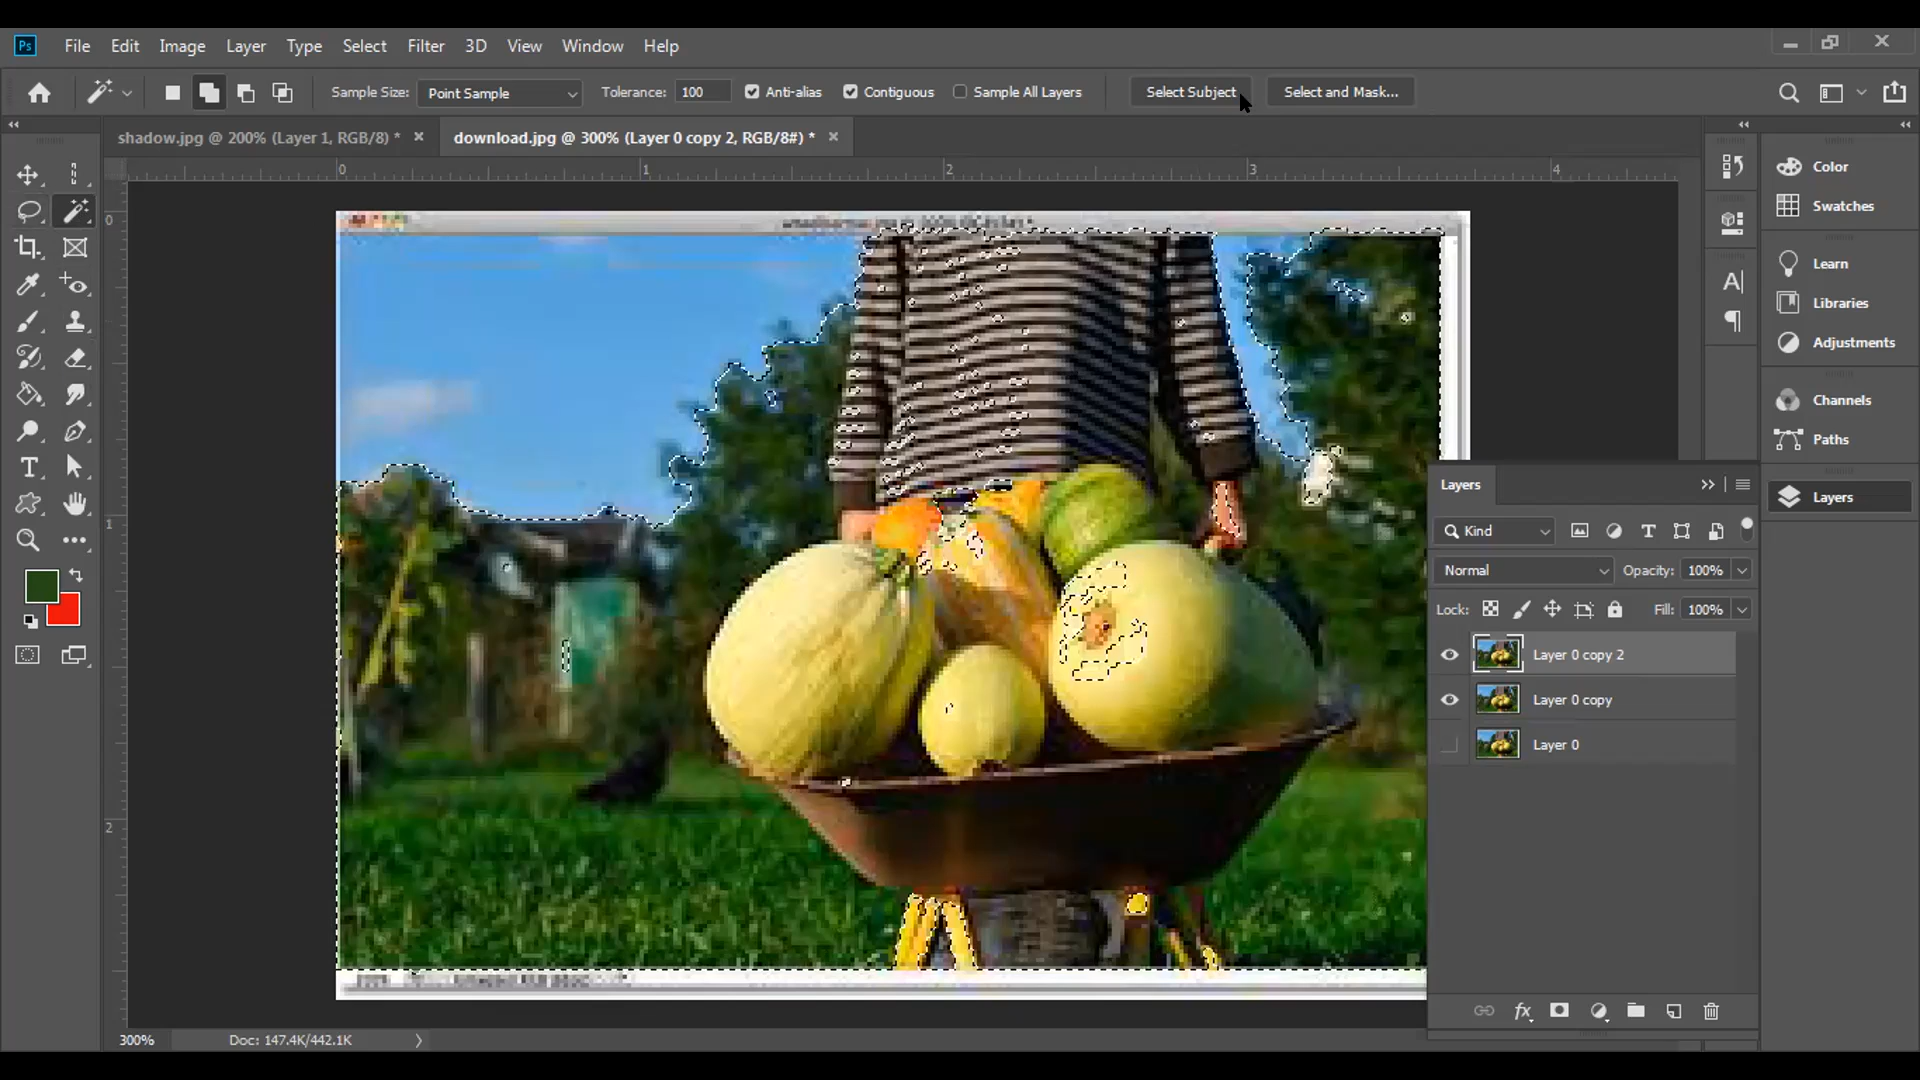 Ps File Edit Image Layer Type Select Filter 3D View Window Help
Sample Size: Point Sample Tolerance: 100 Anti-alias Contiguous Sample All Layers Select Subject Select and Mask...
shadow.jpg @ 200% (Layer 1, RGB/8) * × download.jpg @ 300% (Layer 0 copy 2, RGB/8#) * ×
0 1 2 3 4
0
1
2
Color
Swatches
Learn
Libraries
Adjustments
Channels
Paths
Layers
Layers
Kind
Normal Opacity: 100%
Lock: Fill: 100%
Layer 0 copy 2
Layer 0 copy
Layer 0
300% Doc: 147.4K/442.1K